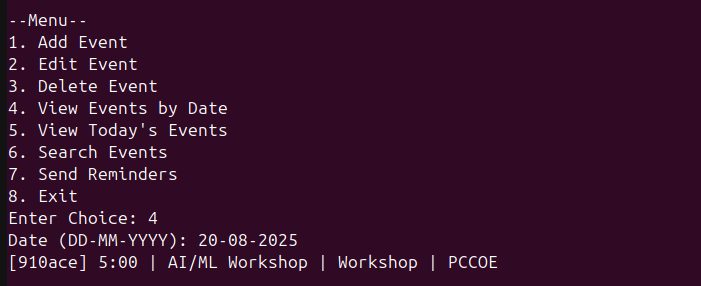 --Menu--
1. Add Event
2. Edit Event
3. Delete Event
4. View Events by Date
5. View Today's Events
6. Search Events
7. Send Reminders
8. Exit
Enter Choice: 4
Date (DD-MM-YYYY): 20-08-2025
[910ace] 5:00 | AI/ML Workshop | Workshop | PCCOE